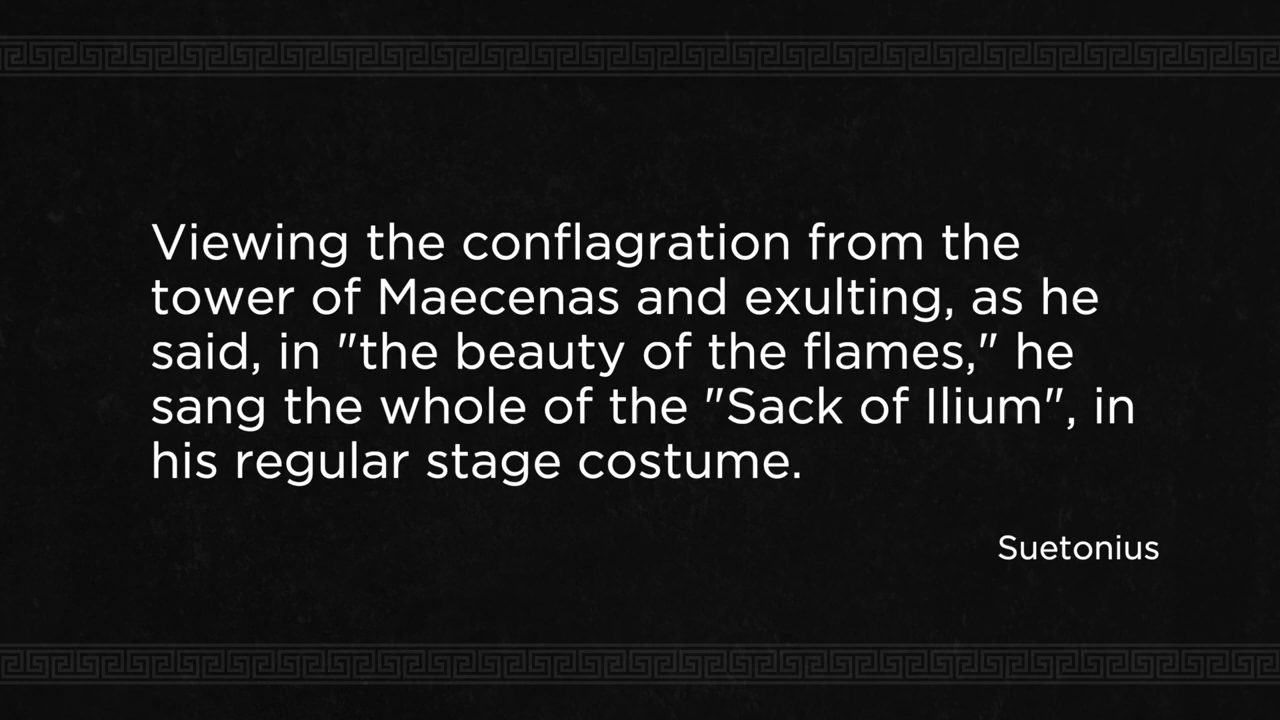 Viewing the conflagration from the
tower of Maecenas and exulting, as he
said, in "the beauty of the flames," he
sang the whole of the "Sack of Ilium", in
his regular stage costume.
Suetonius